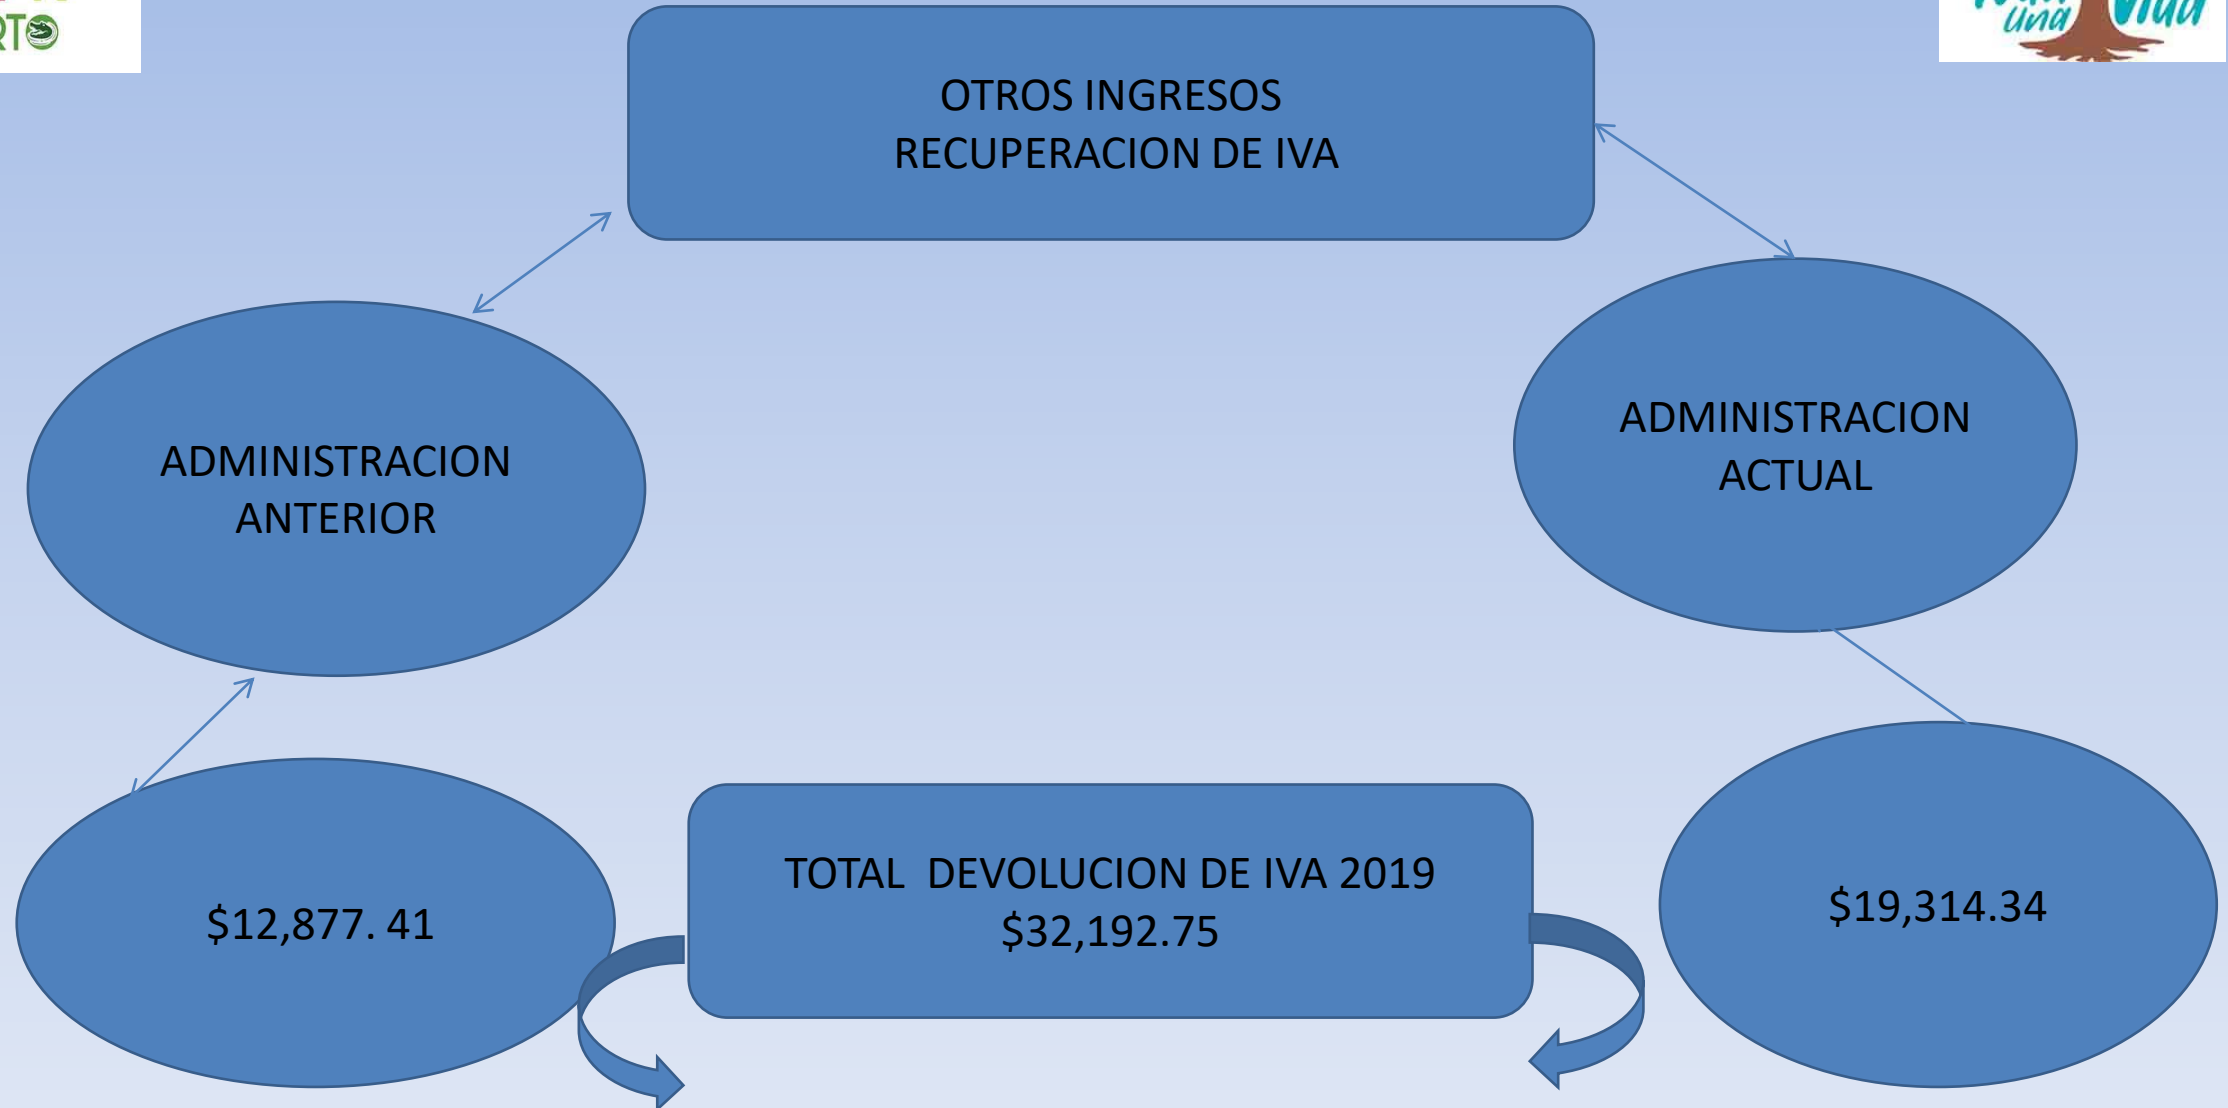 una
OTROS INGRESOS
RECUPERACION DE IVA
ADMINISTRACION
ANTERIOR
ADMINISTRACION
ACTUAL
$12,877. 41
TOTAL  DEVOLUCION DE IVA 2019
$32,192.75
$19,314.34